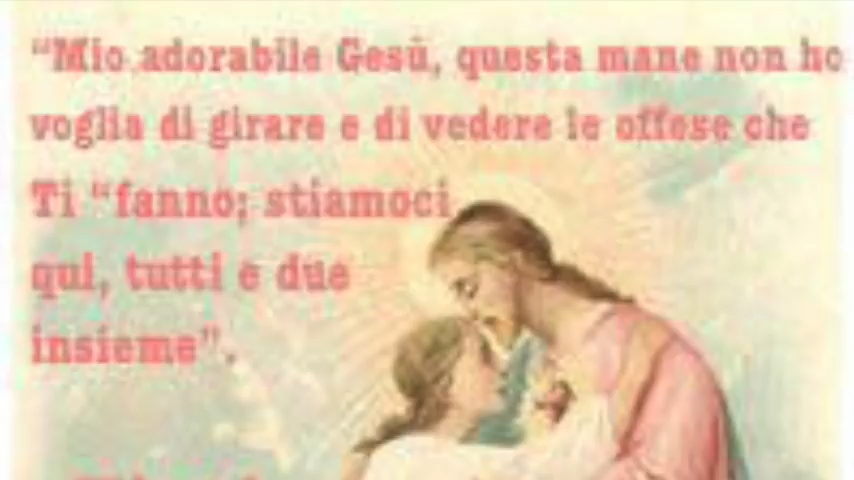 “Mio adorabile Gesù, questa mane non ho
voglia di girare e di vedere le offese che
Ti “fanno; stiamoci
qui, tutti e due
insieme”.